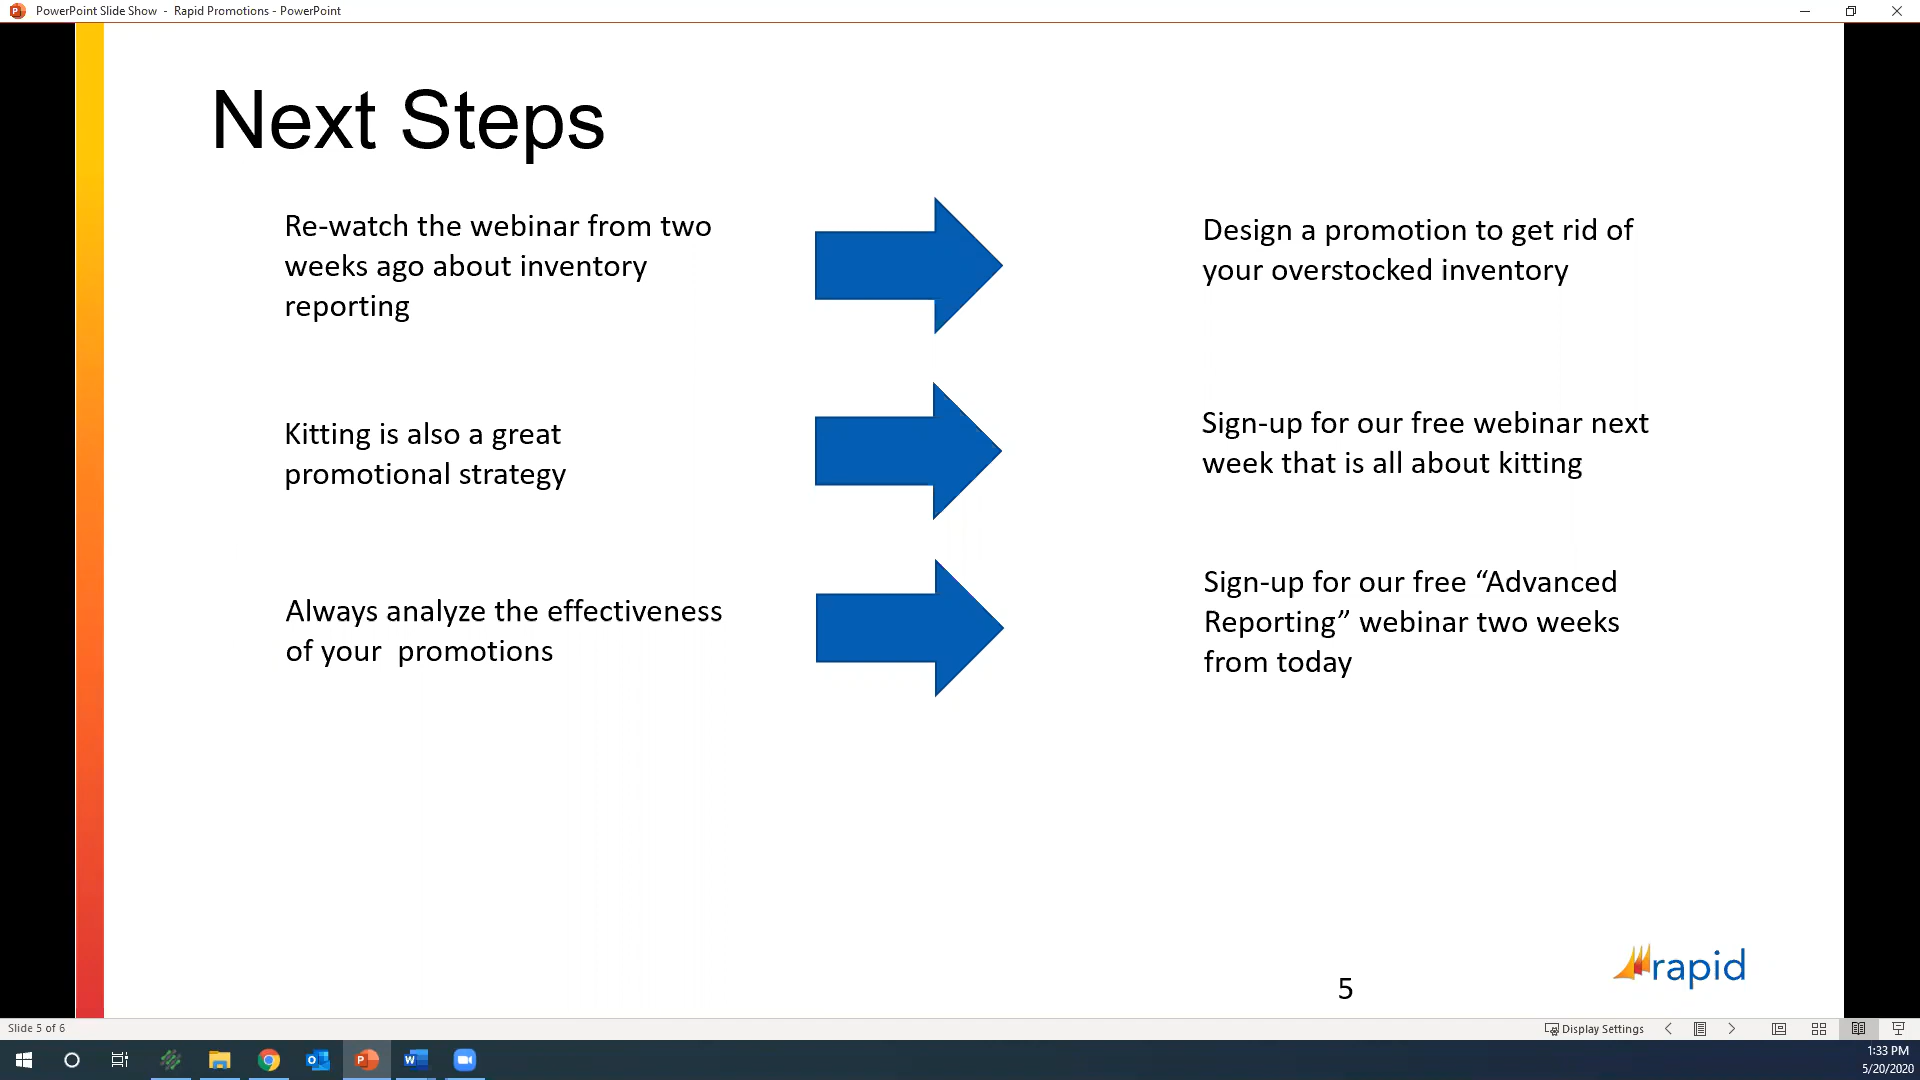 PowerPoint Slide Show - Rapid Promotions - PowerPoint
Next Steps
Re-watch the webinar from two
weeks ago about inventory
reporting
Design a promotion to get rid of
your overstocked inventory
Kitting is also a great
promotional strategy
Sign-up for our free webinar next
week that is all about kitting
Always analyze the effectiveness
of your  promotions
Sign-up for our free “Advanced
Reporting” webinar two weeks
from today
rapid
5
Slide 5 of 6
Display Settings
1:33 PM
5/20/2020